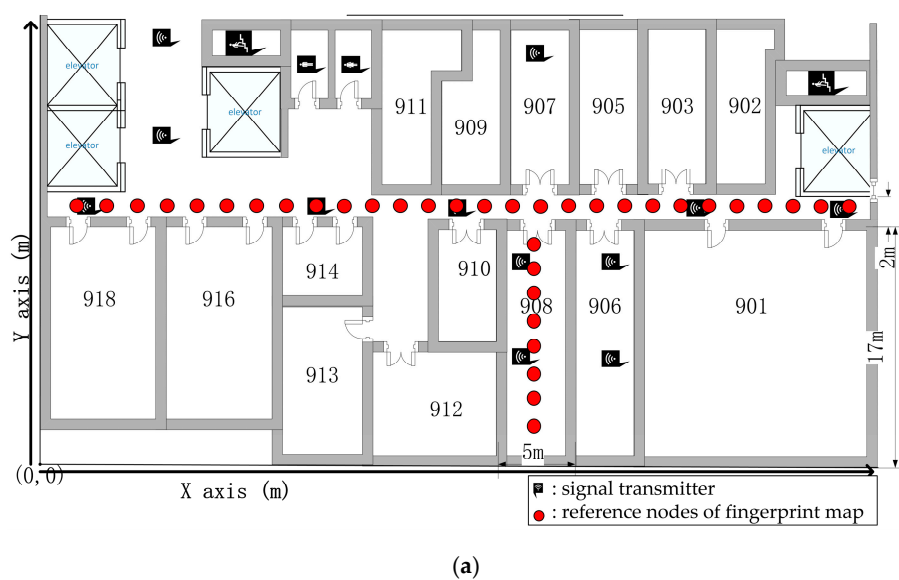 elevator
elevator
elevator
elevator
911
909
907
905
903
902
918
916
914
913
912
910
908
906
901
Y axis (m)
2m
17m
5m
(0,0)
X axis (m)
: signal transmitter
: reference nodes of fingerprint map
(a)